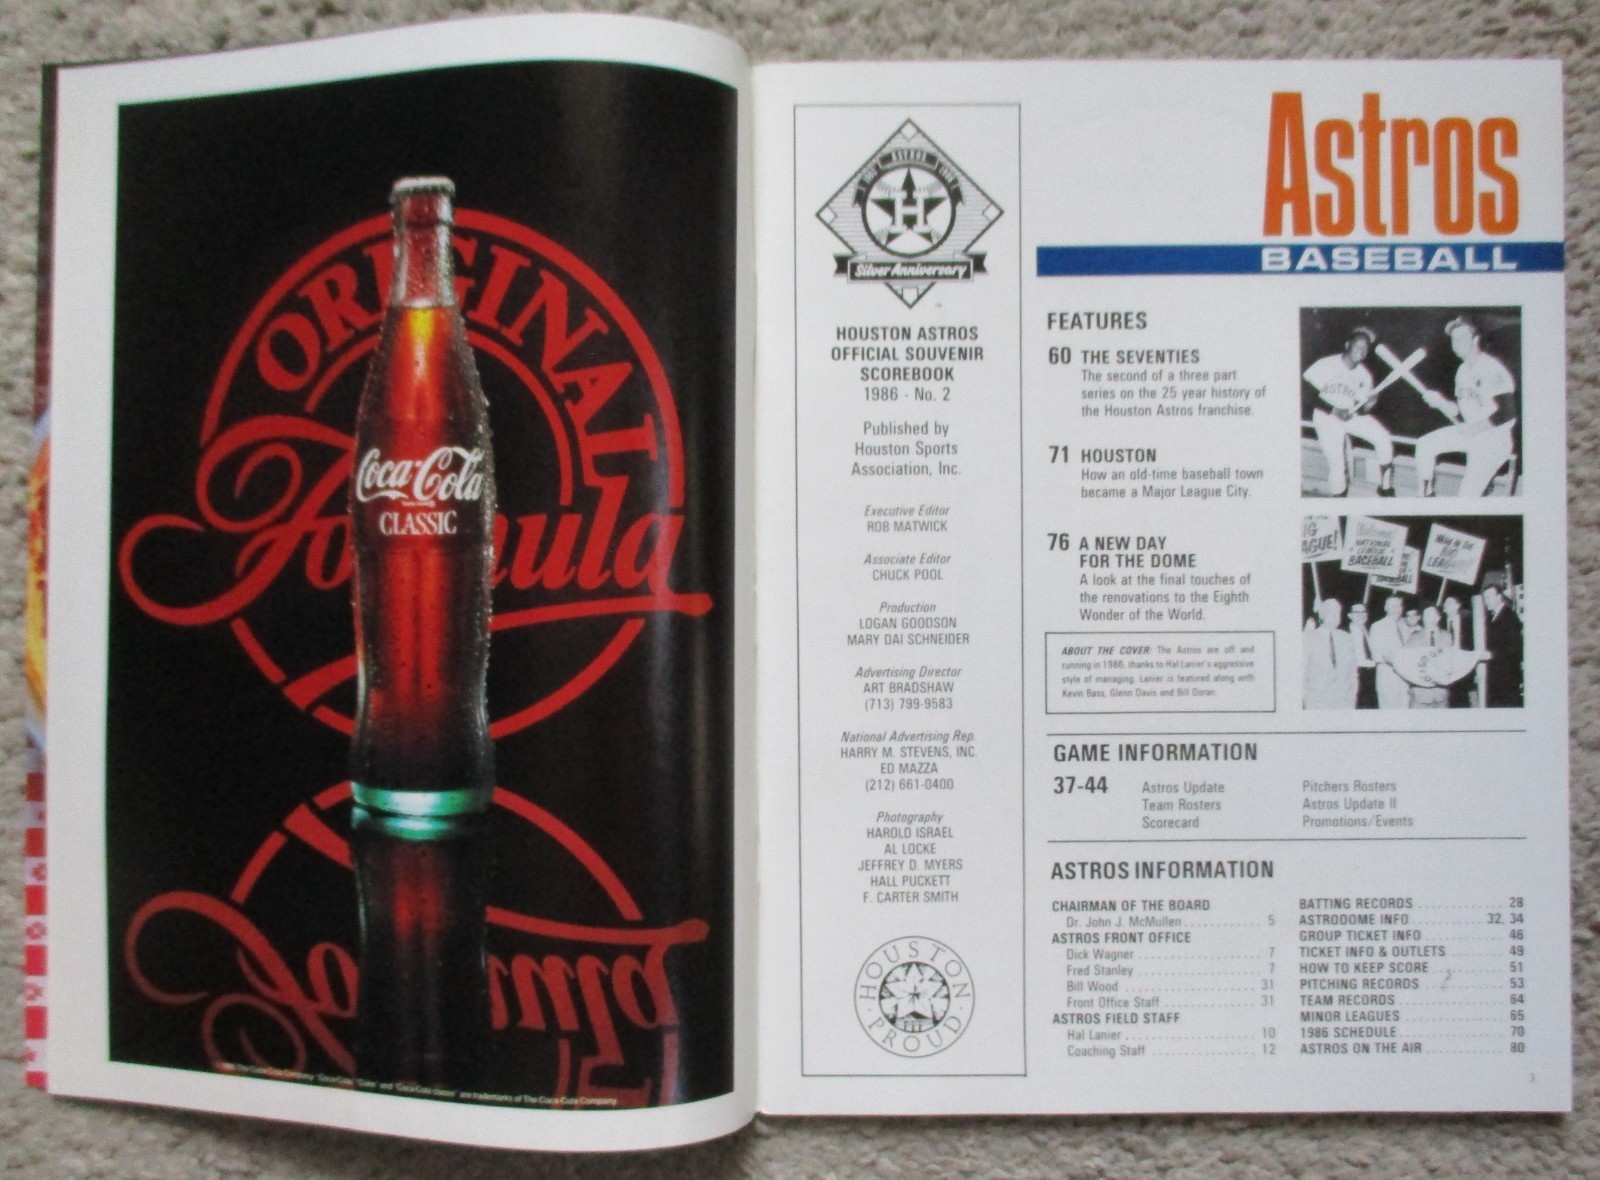 ORIGINAL
Formula
Coca-Cola
CLASSIC
are trademarks of The Coca-Cola Company
Silver Anniversary
HOUSTON ASTROS
OFFICIAL SOUVENIR
SCOREBOOK
1986 - No. 2
Published by
Houston Sports
Association, Inc.
Executive Editor
ROB MATWICK
Associate Editor
CHUCK POOL
Production
LOGAN GOODSON
MARY DAI SCHNEIDER
Advertising Director
ART BRADSHAW
(713) 799-9583
National Advertising Rep.
HARRY M. STEVENS, INC.
ED MAZZA
(212) 661-0400
Photography
HAROLD ISRAEL
AL LOCKE
JEFFREY D. MYERS
HALL PUCKETT
F. CARTER SMITH
HOUSTON
PROUD
Astros
BASEBALL
FEATURES
60 THE SEVENTIES
The second of a three part
series on the 25 year history of
the Houston Astros franchise.
71 HOUSTON
How an old-time baseball town
became a Major League City.
76 A NEW DAY
FOR THE DOME
A look at the final touches of
the renovations to the Eighth
Wonder of the World.
ABOUT THE COVER: The Astros are off and
running in 1986, thanks to Hal Lanier's aggressive
style of managing. Lanier is featured along with
Kevin Bass, Glenn Davis and Bill Doran.
GAME INFORMATION
37-44
Astros Update
Team Rosters
Scorecard
Pitchers Rosters
Astros Update II
Promotions/Events
ASTROS INFORMATION
CHAIRMAN OF THE BOARD
Dr. John J. McMullen 5
ASTROS FRONT OFFICE
Dick Wagner 7
Fred Stanley 7
Bill Wood 31
Front Office Staff 31
ASTROS FIELD STAFF
Hal Lanier 10
Coaching Staff 12
BATTING RECORDS 28
ASTRODOME INFO 32, 34
GROUP TICKET INFO 46
TICKET INFO & OUTLETS 49
HOW TO KEEP SCORE 51
PITCHING RECORDS 53
TEAM RECORDS 64
MINOR LEAGUES 65
1986 SCHEDULE 70
ASTROS ON THE AIR 80
3